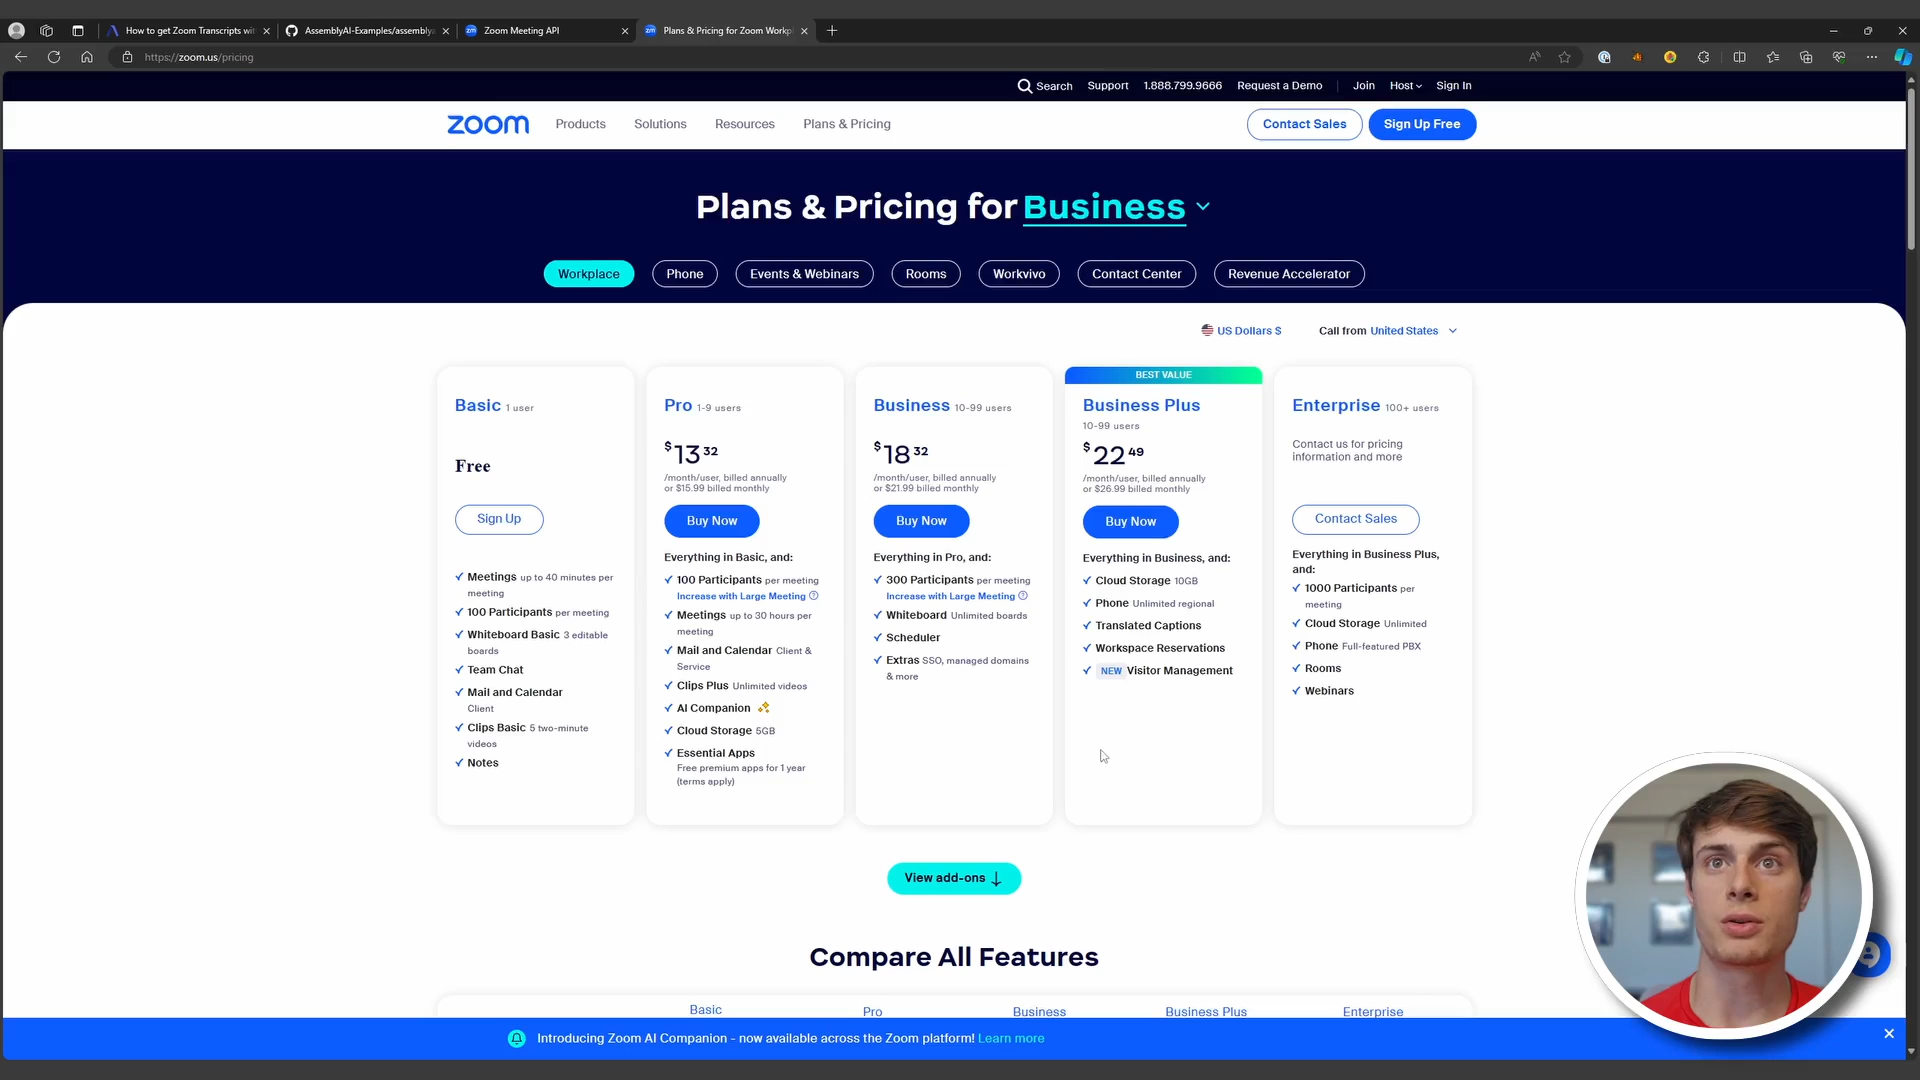 How to get Zoom Transcripts wi
AssemblyAI-Examples/assembly
Zoom Meeting API
Plans & Pricing for Zoom Workpl
https://zoom.us/pricing
Search
Support
1.888.799.9666
Request a Demo
Join
Host
Sign In
zoom
Products
Solutions
Resources
Plans & Pricing
Contact Sales
Sign Up Free
Plans & Pricing for Business
Workplace
Phone
Events & Webinars
Rooms
Workvivo
Contact Center
Revenue Accelerator
US Dollars $
Call from United States
Basic 1 user
Free
Sign Up
Meetings up to 40 minutes per
meeting
100 Participants per meeting
Whiteboard Basic 3 editable
boards
Team Chat
Mail and Calendar
Client
Clips Basic 5 two-minute
videos
Notes
Pro 1-9 users
$13 32
/month/user, billed annually
or $15.99 billed monthly
Buy Now
Everything in Basic, and:
100 Participants per meeting
Increase with Large Meeting ?
Meetings up to 30 hours per
meeting
Mail and Calendar Client &
Service
Clips Plus Unlimited videos
AI Companion
Cloud Storage 5GB
Essential Apps
Free premium apps for 1 year
(terms apply)
Business 10-99 users
$18 32
/month/user, billed annually
or $21.99 billed monthly
Buy Now
Everything in Pro, and:
300 Participants per meeting
Increase with Large Meeting ?
Whiteboard Unlimited boards
Scheduler
Extras SSO, managed domains
& more
BEST VALUE
Business Plus
10-99 users
$22 49
/month/user, billed annually
or $26.99 billed monthly
Buy Now
Everything in Business, and:
Cloud Storage 10GB
Phone Unlimited regional
Translated Captions
Workspace Reservations
NEW Visitor Management
Enterprise 100+ users
Contact us for pricing
information and more
Contact Sales
Everything in Business Plus,
and:
1000 Participants per
meeting
Cloud Storage Unlimited
Phone Full-featured PBX
Rooms
Webinars
View add-ons ↓
Compare All Features
Basic
Pro
Business
Business Plus
Enterprise
Introducing Zoom AI Companion - now available across the Zoom platform! Learn more